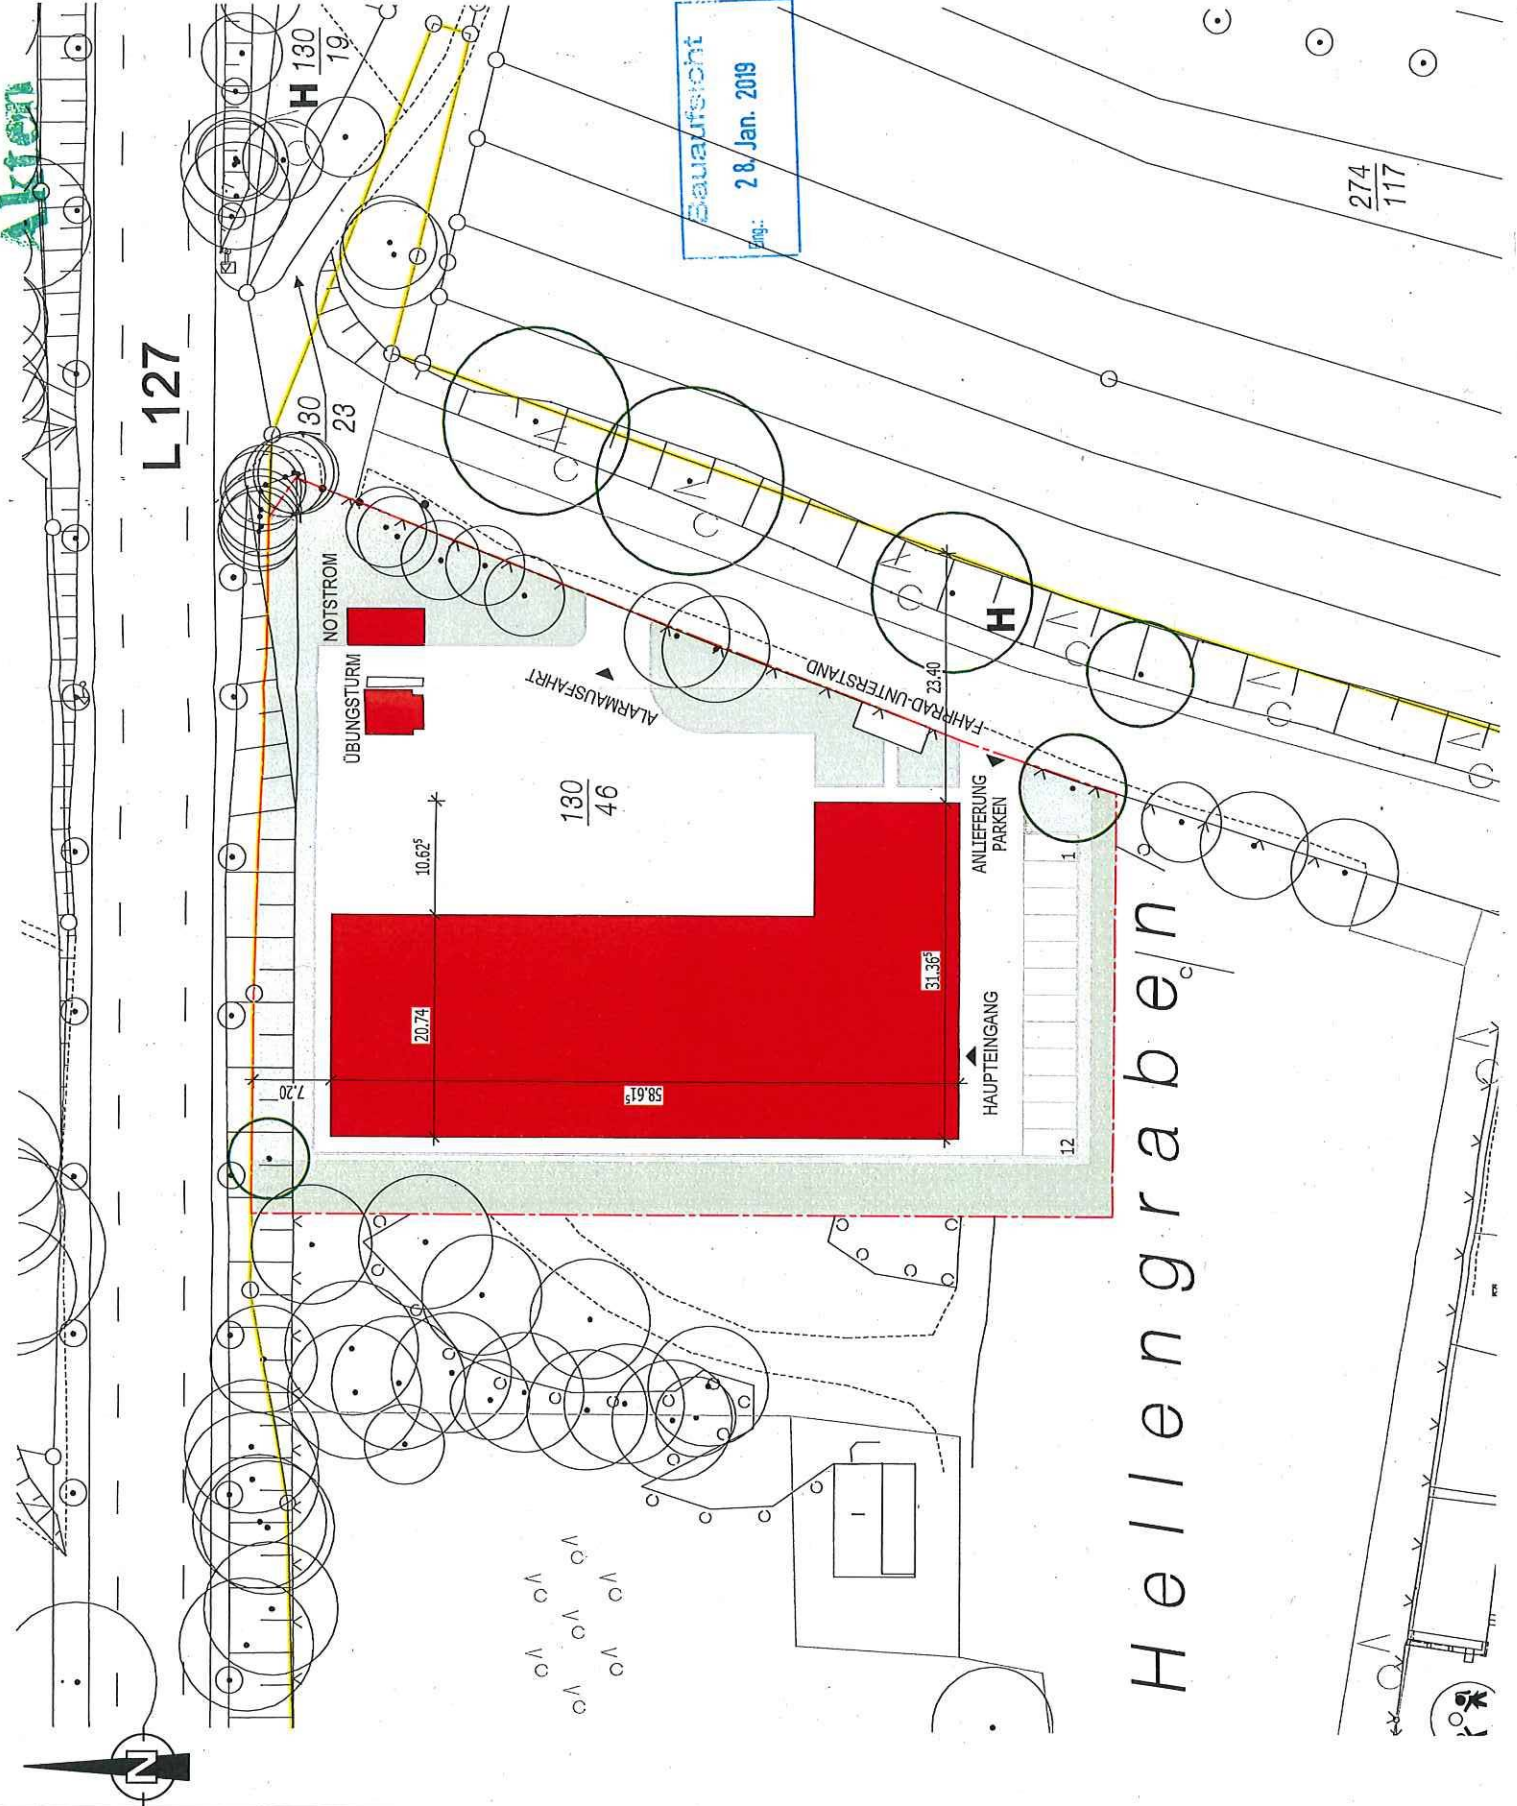 Akten
L 127
H
130
19
130
23
Bauaufsicht
Eing.: 28. Jan. 2019
274
117
NOTSTROM
ÜBUNGSTURM
ALARMAUSFAHRT
FAHRRAD-UNTERSTAND
23.40
H
130
46
10.62⁵
20.74
31.36⁵
58.61⁵
7.20
ANLIEFERUNG
PARKEN
HAUPTEINGANG
1
12
Hellengraben
I
N